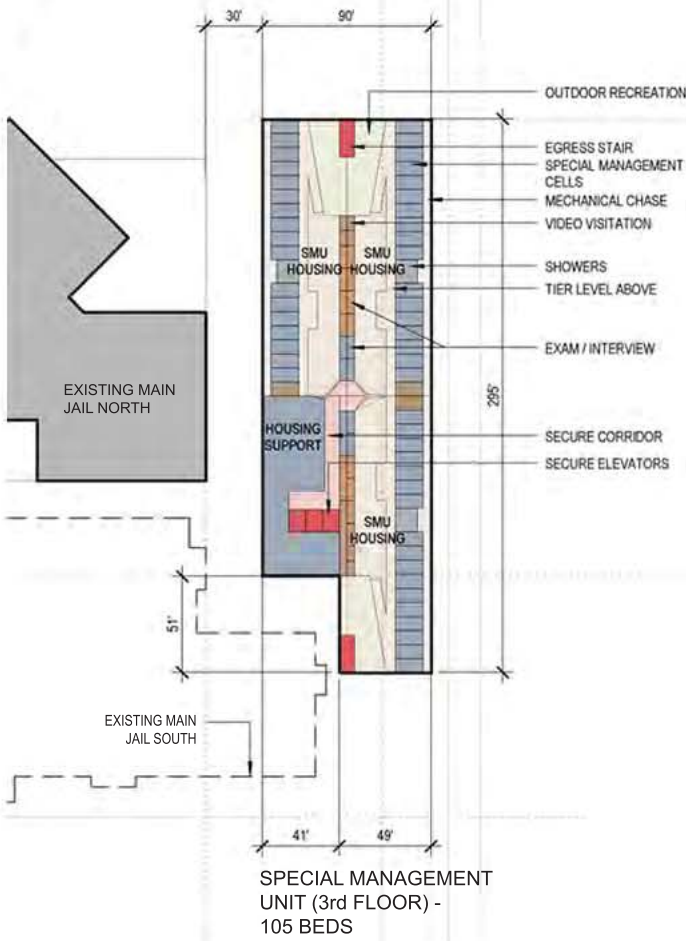 30'
90'
OUTDOOR RECREATION
EGRESS STAIR
SPECIAL MANAGEMENT
CELLS
MECHANICAL CHASE
VIDEO VISITATION
SMU
HOUSING
SMU
HOUSING
SHOWERS
TIER LEVEL ABOVE
EXAM / INTERVIEW
EXISTING MAIN
JAIL NORTH
295'
HOUSING
SUPPORT
SECURE CORRIDOR
SECURE ELEVATORS
SMU
HOUSING
51'
EXISTING MAIN
JAIL SOUTH
41'
49'
SPECIAL MANAGEMENT
UNIT (3rd FLOOR) -
105 BEDS